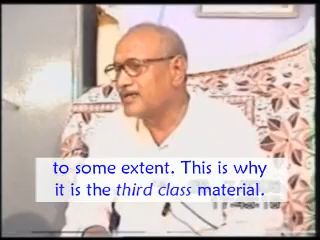 to some extent. This is why
it is the third class material.